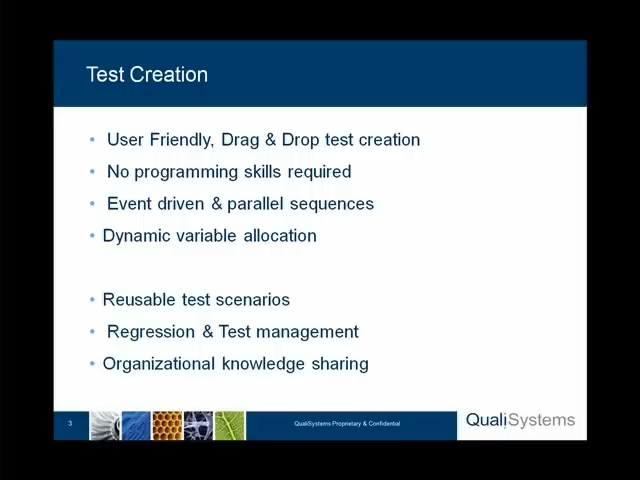 Test Creation
• User Friendly, Drag & Drop test creation
• No programming skills required
• Event driven & parallel sequences
• Dynamic variable allocation
• Reusable test scenarios
• Regression & Test management
• Organizational knowledge sharing
3
QualiSystems Proprietary & Confidential
QualiSystems